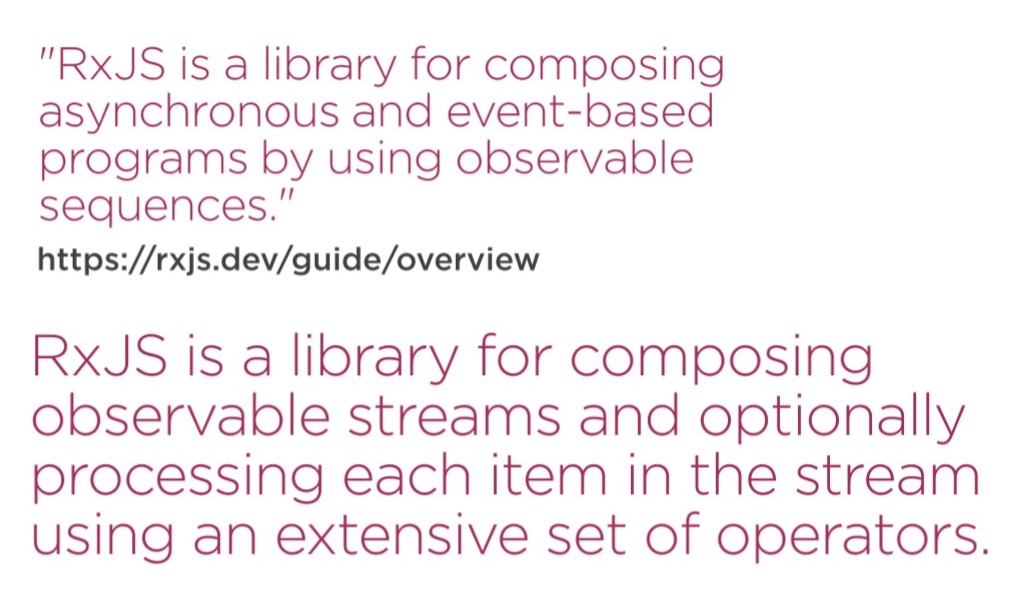 "RxJS is a library for composing
asynchronous and event-based
programs by using observable
sequences."
https://rxjs.dev/guide/overview
RxJS is a library for composing
observable streams and optionally
processing each item in the stream
using an extensive set of operators.